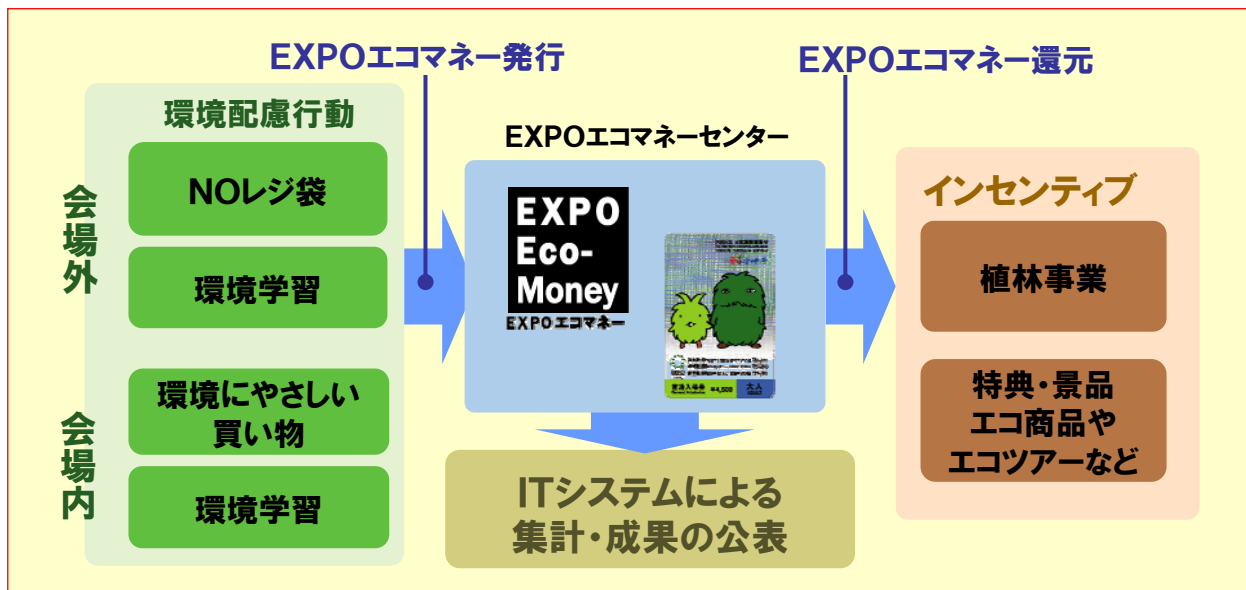 EXPOエコマネー発行
EXPOエコマネー還元
環境配慮行動
会場外
NOレジ袋
環境学習
会場内
環境にやさしい
買い物
環境学習
EXPOエコマネーセンター
EXPO
Eco-
Money
EXPOエコマネー
¥4,600
大人
ITシステムによる
集計・成果の公表
インセンティブ
植林事業
特典・景品
エコ商品や
エコツアーなど